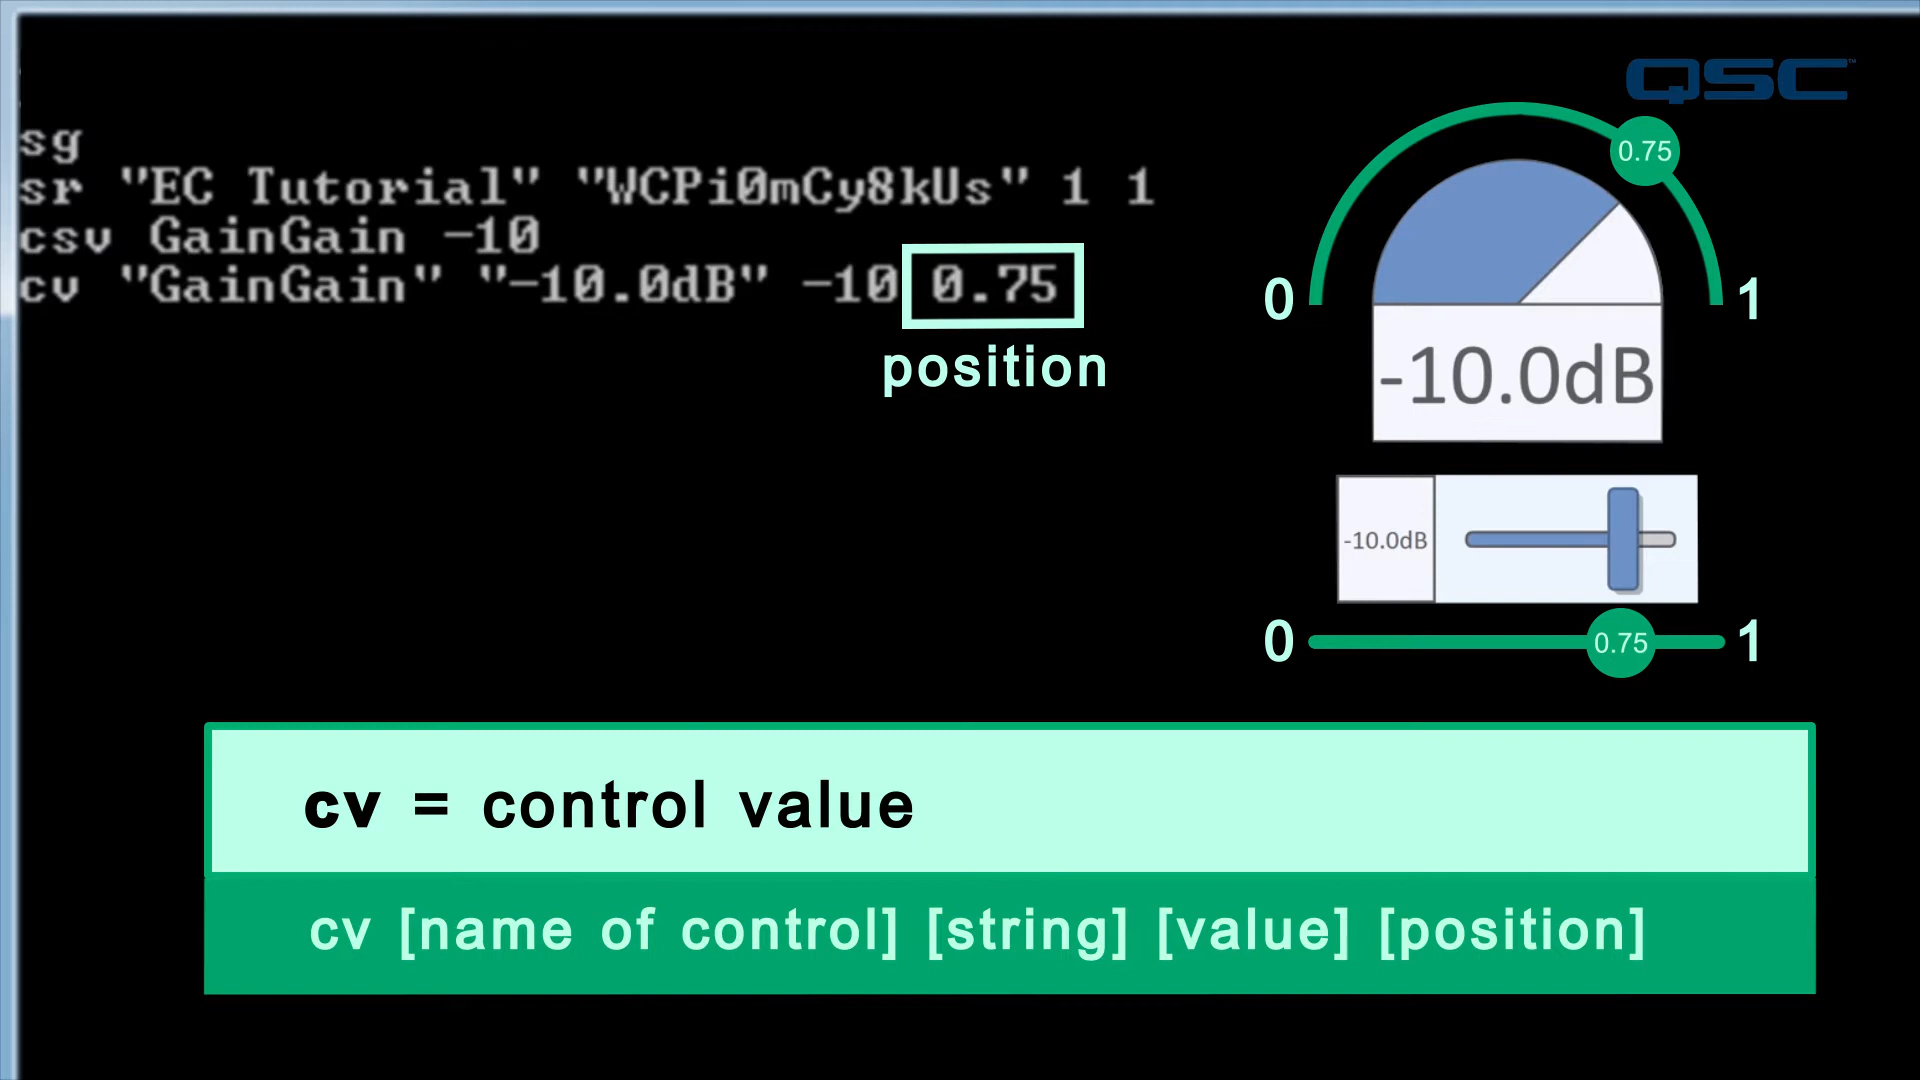 QSC™
sg
sr "EC Tutorial" "WCPi0mCy8kUs" 1 1
csv GainGain -10
cv "GainGain" "-10.0dB" -10 0.75
position
0.75
0 1
-10.0dB
-10.0dB
0 0.75 1
cv = control value
cv [name of control] [string] [value] [position]